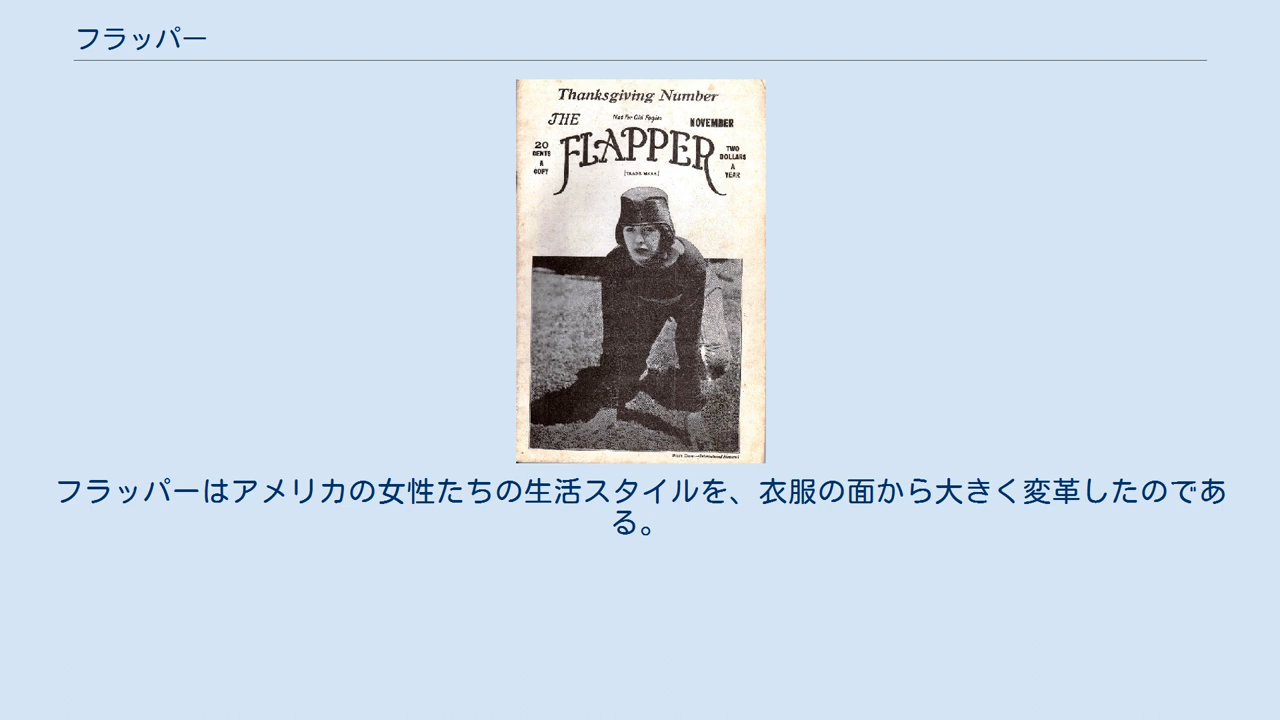 フラッパー
Thanksgiving Number
THE
Not For Old Fogies
NOVEMBER
FLAPPER
20
CENTS
A
COPY
TWO
DOLLARS
A
YEAR
[TRADE MARK]
フラッパーはアメリカの女性たちの生活スタイルを、衣服の面から大きく変革したのであ
る。